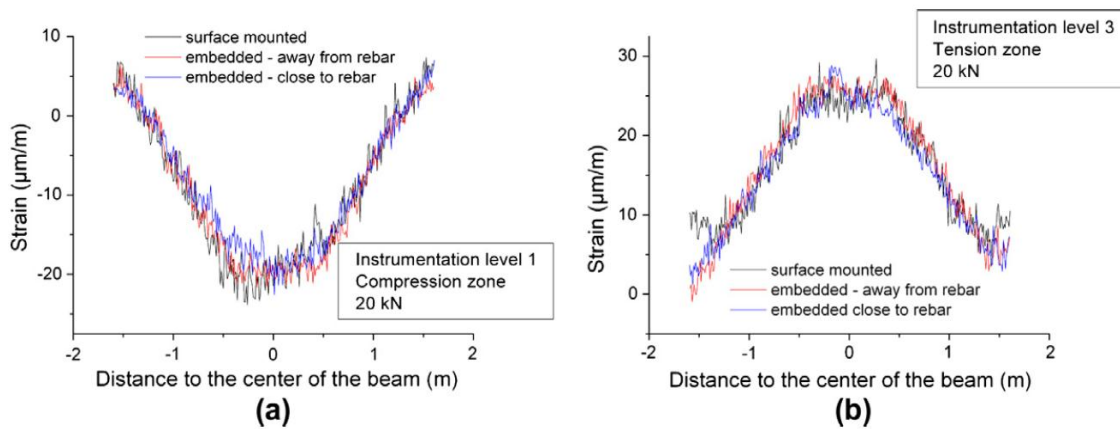 10
0
-10
-20
Strain (μm/m)
surface mounted
embedded - away from rebar
embedded - close to rebar
Instrumentation level 1
Compression zone
20 kN
-2
-1
0
1
2
Distance to the center of the beam (m)
(a)
30
20
10
0
Strain (μm/m)
Instrumentation level 3
Tension zone
20 kN
surface mounted
embedded - away from rebar
embedded close to rebar
-2
-1
0
1
2
Distance to the center of the beam (m)
(b)